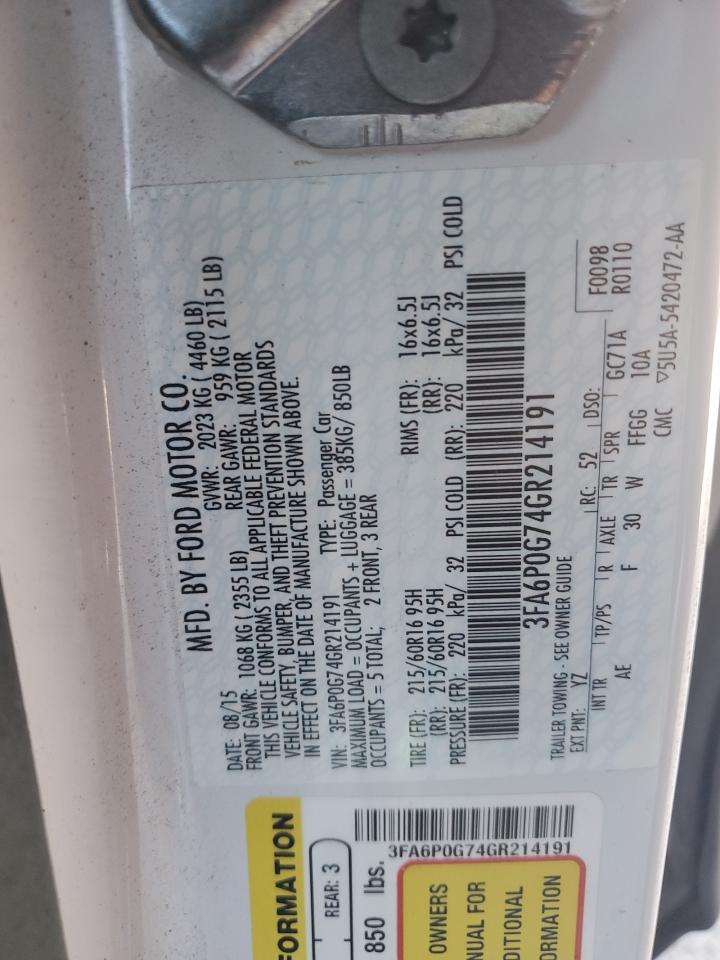 MFD. BY FORD MOTOR CO.
DATE: 08/15 GVWR: 2023 KG ( 4460 LB)
FRONT GAWR: 1068 KG ( 2355 LB) REAR GAWR: 959 KG ( 2115 LB)
THIS VEHICLE CONFORMS TO ALL APPLICABLE FEDERAL MOTOR
VEHICLE SAFETY, BUMPER, AND THEFT PREVENTION STANDARDS
IN EFFECT ON THE DATE OF MANUFACTURE SHOWN ABOVE.
VIN: 3FA6P0G74GR214191 TYPE: Passenger Car
MAXIMUM LOAD = OCCUPANTS + LUGGAGE = 385KG/ 850LB
OCCUPANTS = 5 TOTAL; 2 FRONT, 3 REAR
TIRE (FR): 215/60R16 95H RIMS (FR): 16x6.5J
(RR): 215/60R16 95H (RR): 16x6.5J
PRESSURE (FR): 220 kPa/ 32 PSI COLD (RR): 220 kPa/ 32 PSI COLD
3FA6P0G74GR214191
TRAILER TOWING - SEE OWNER GUIDE
EXT PNT: YZ RC: 52 DSO: F0098
INT TR TP/PS R AXLE TR SPR GC71A R0110
AE F 30 W FFGG 10A
CMC ▽5U5A-5420472-AA
FORMATION
REAR: 3
850 lbs.
3FA6P0G74GR214191
OWNERS
NUAL FOR
DITIONAL
ORMATION